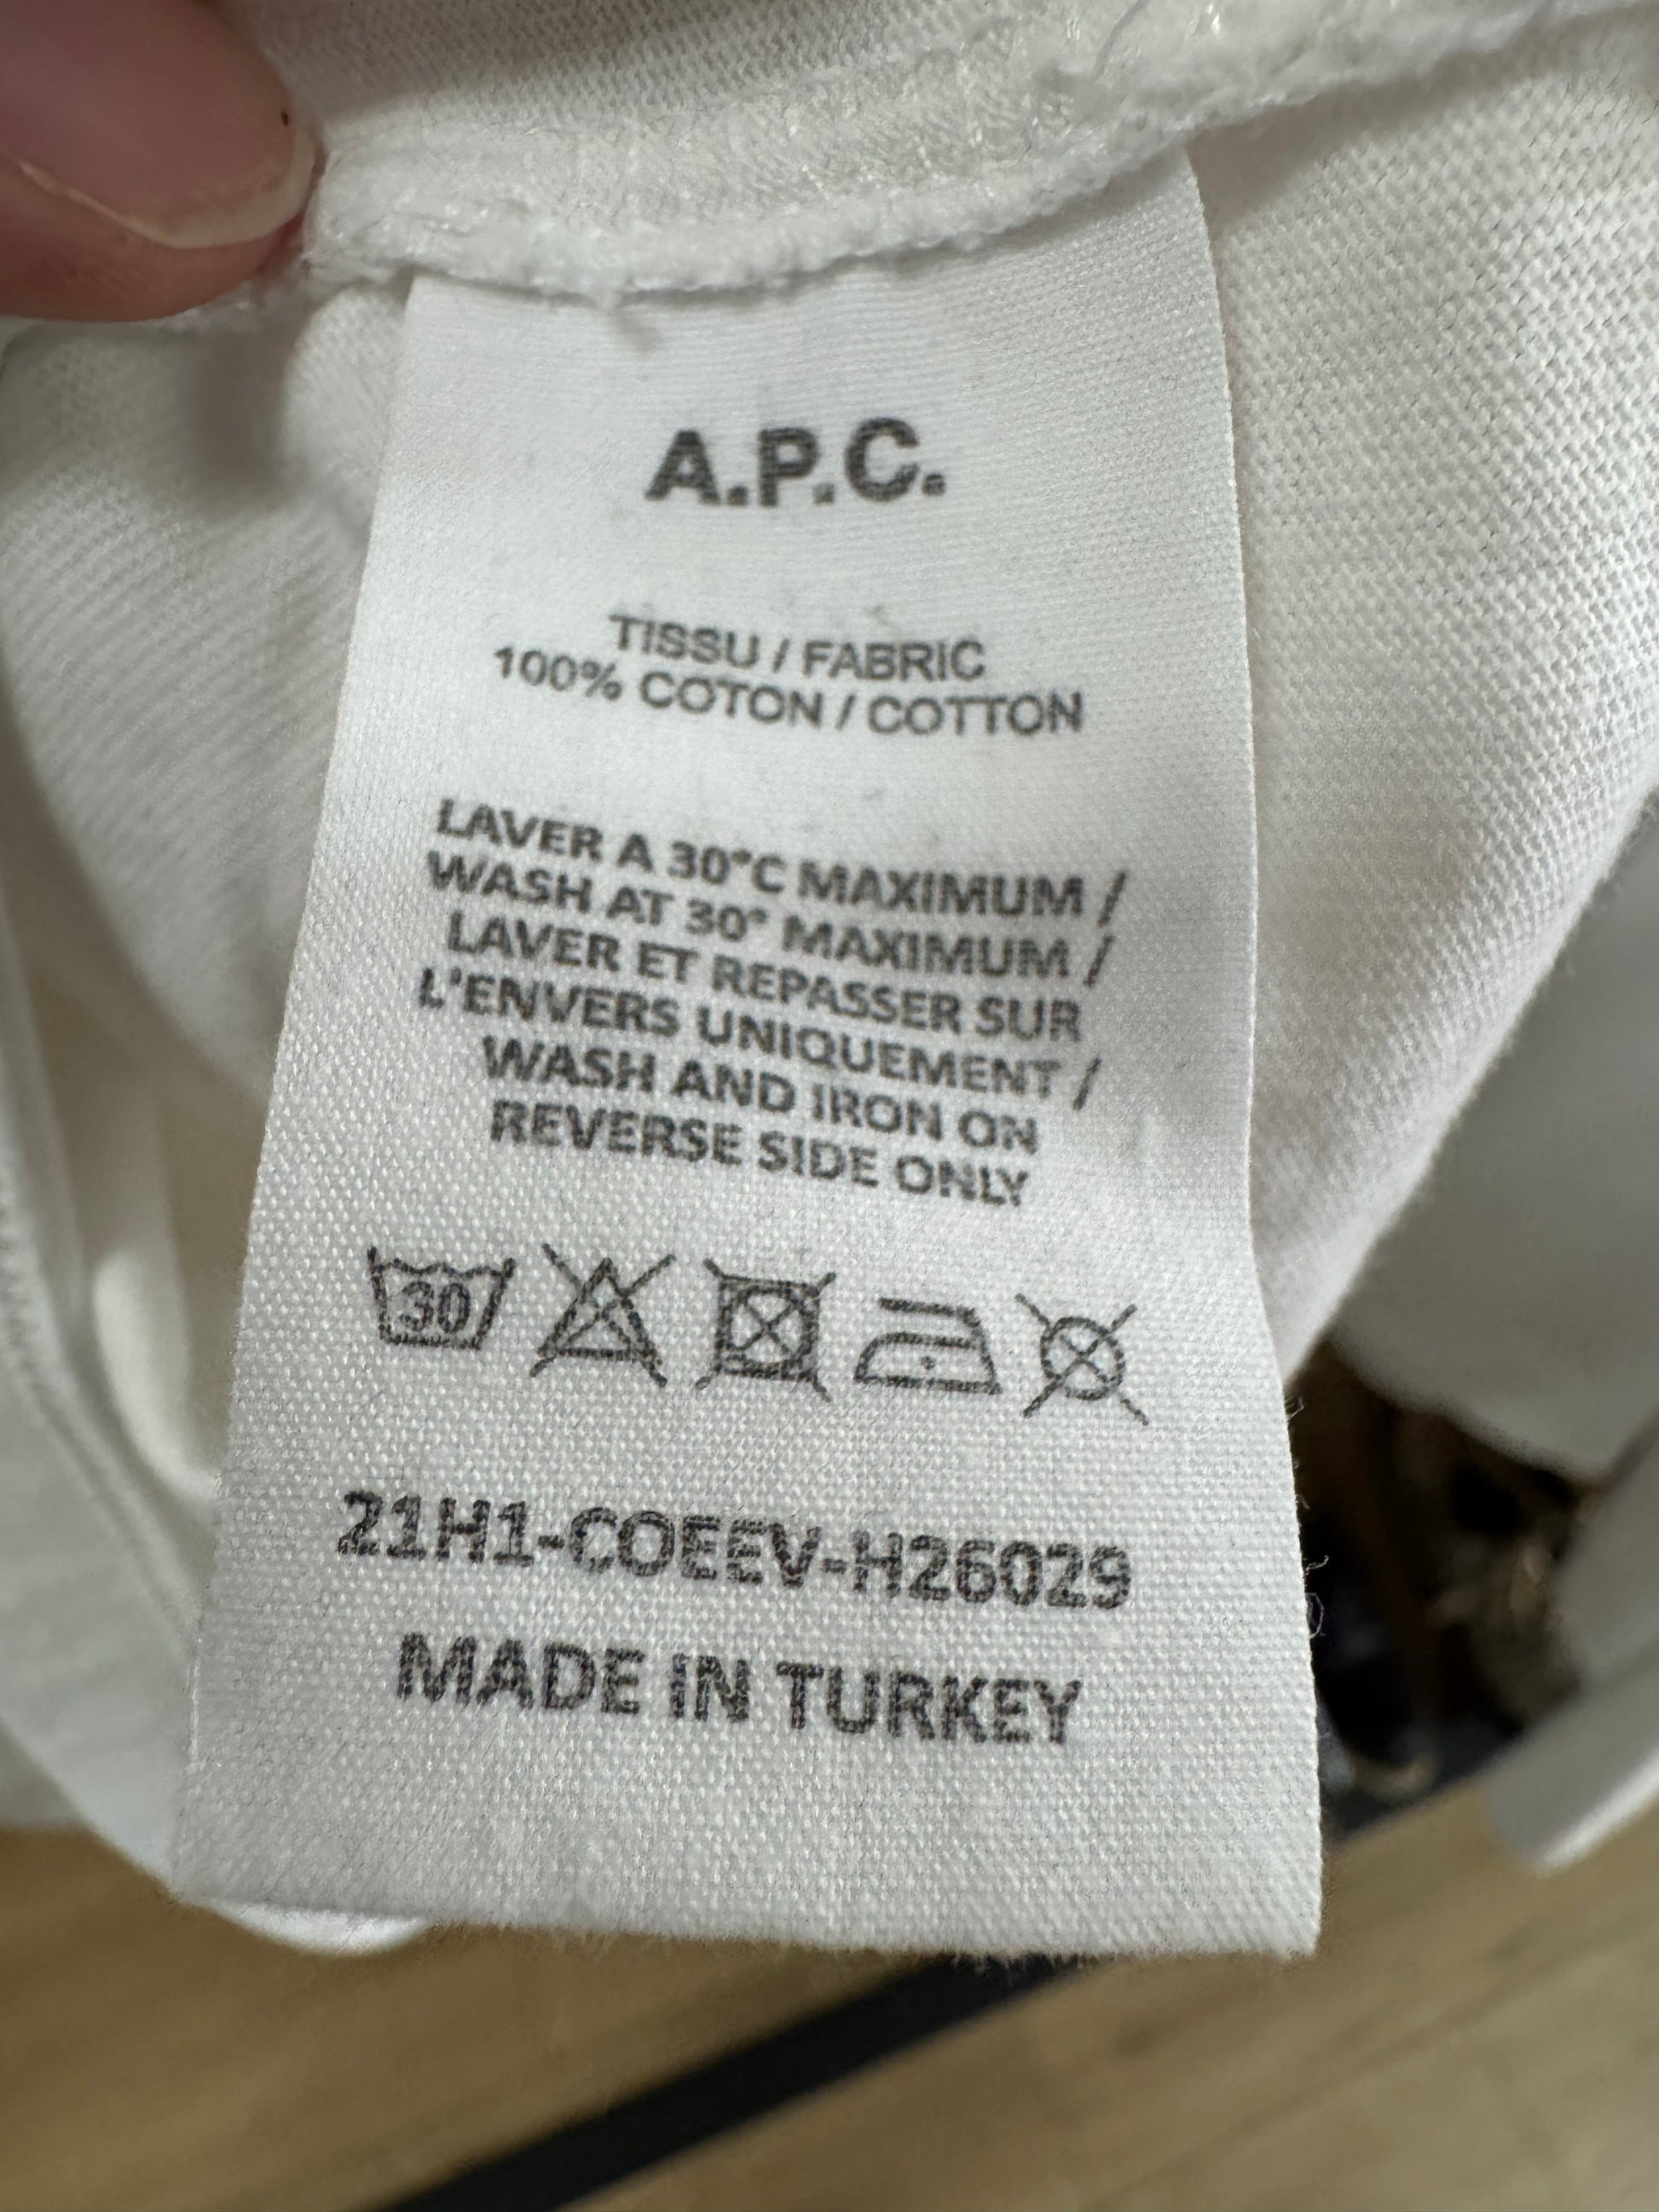 A.P.C.
TISSU / FABRIC
100% COTON / COTTON
LAVER A 30°C MAXIMUM /
WASH AT 30° MAXIMUM /
LAVER ET REPASSER SUR
L'ENVERS UNIQUEMENT /
WASH AND IRON ON
REVERSE SIDE ONLY
30
21H1-COEEV-H26029
MADE IN TURKEY